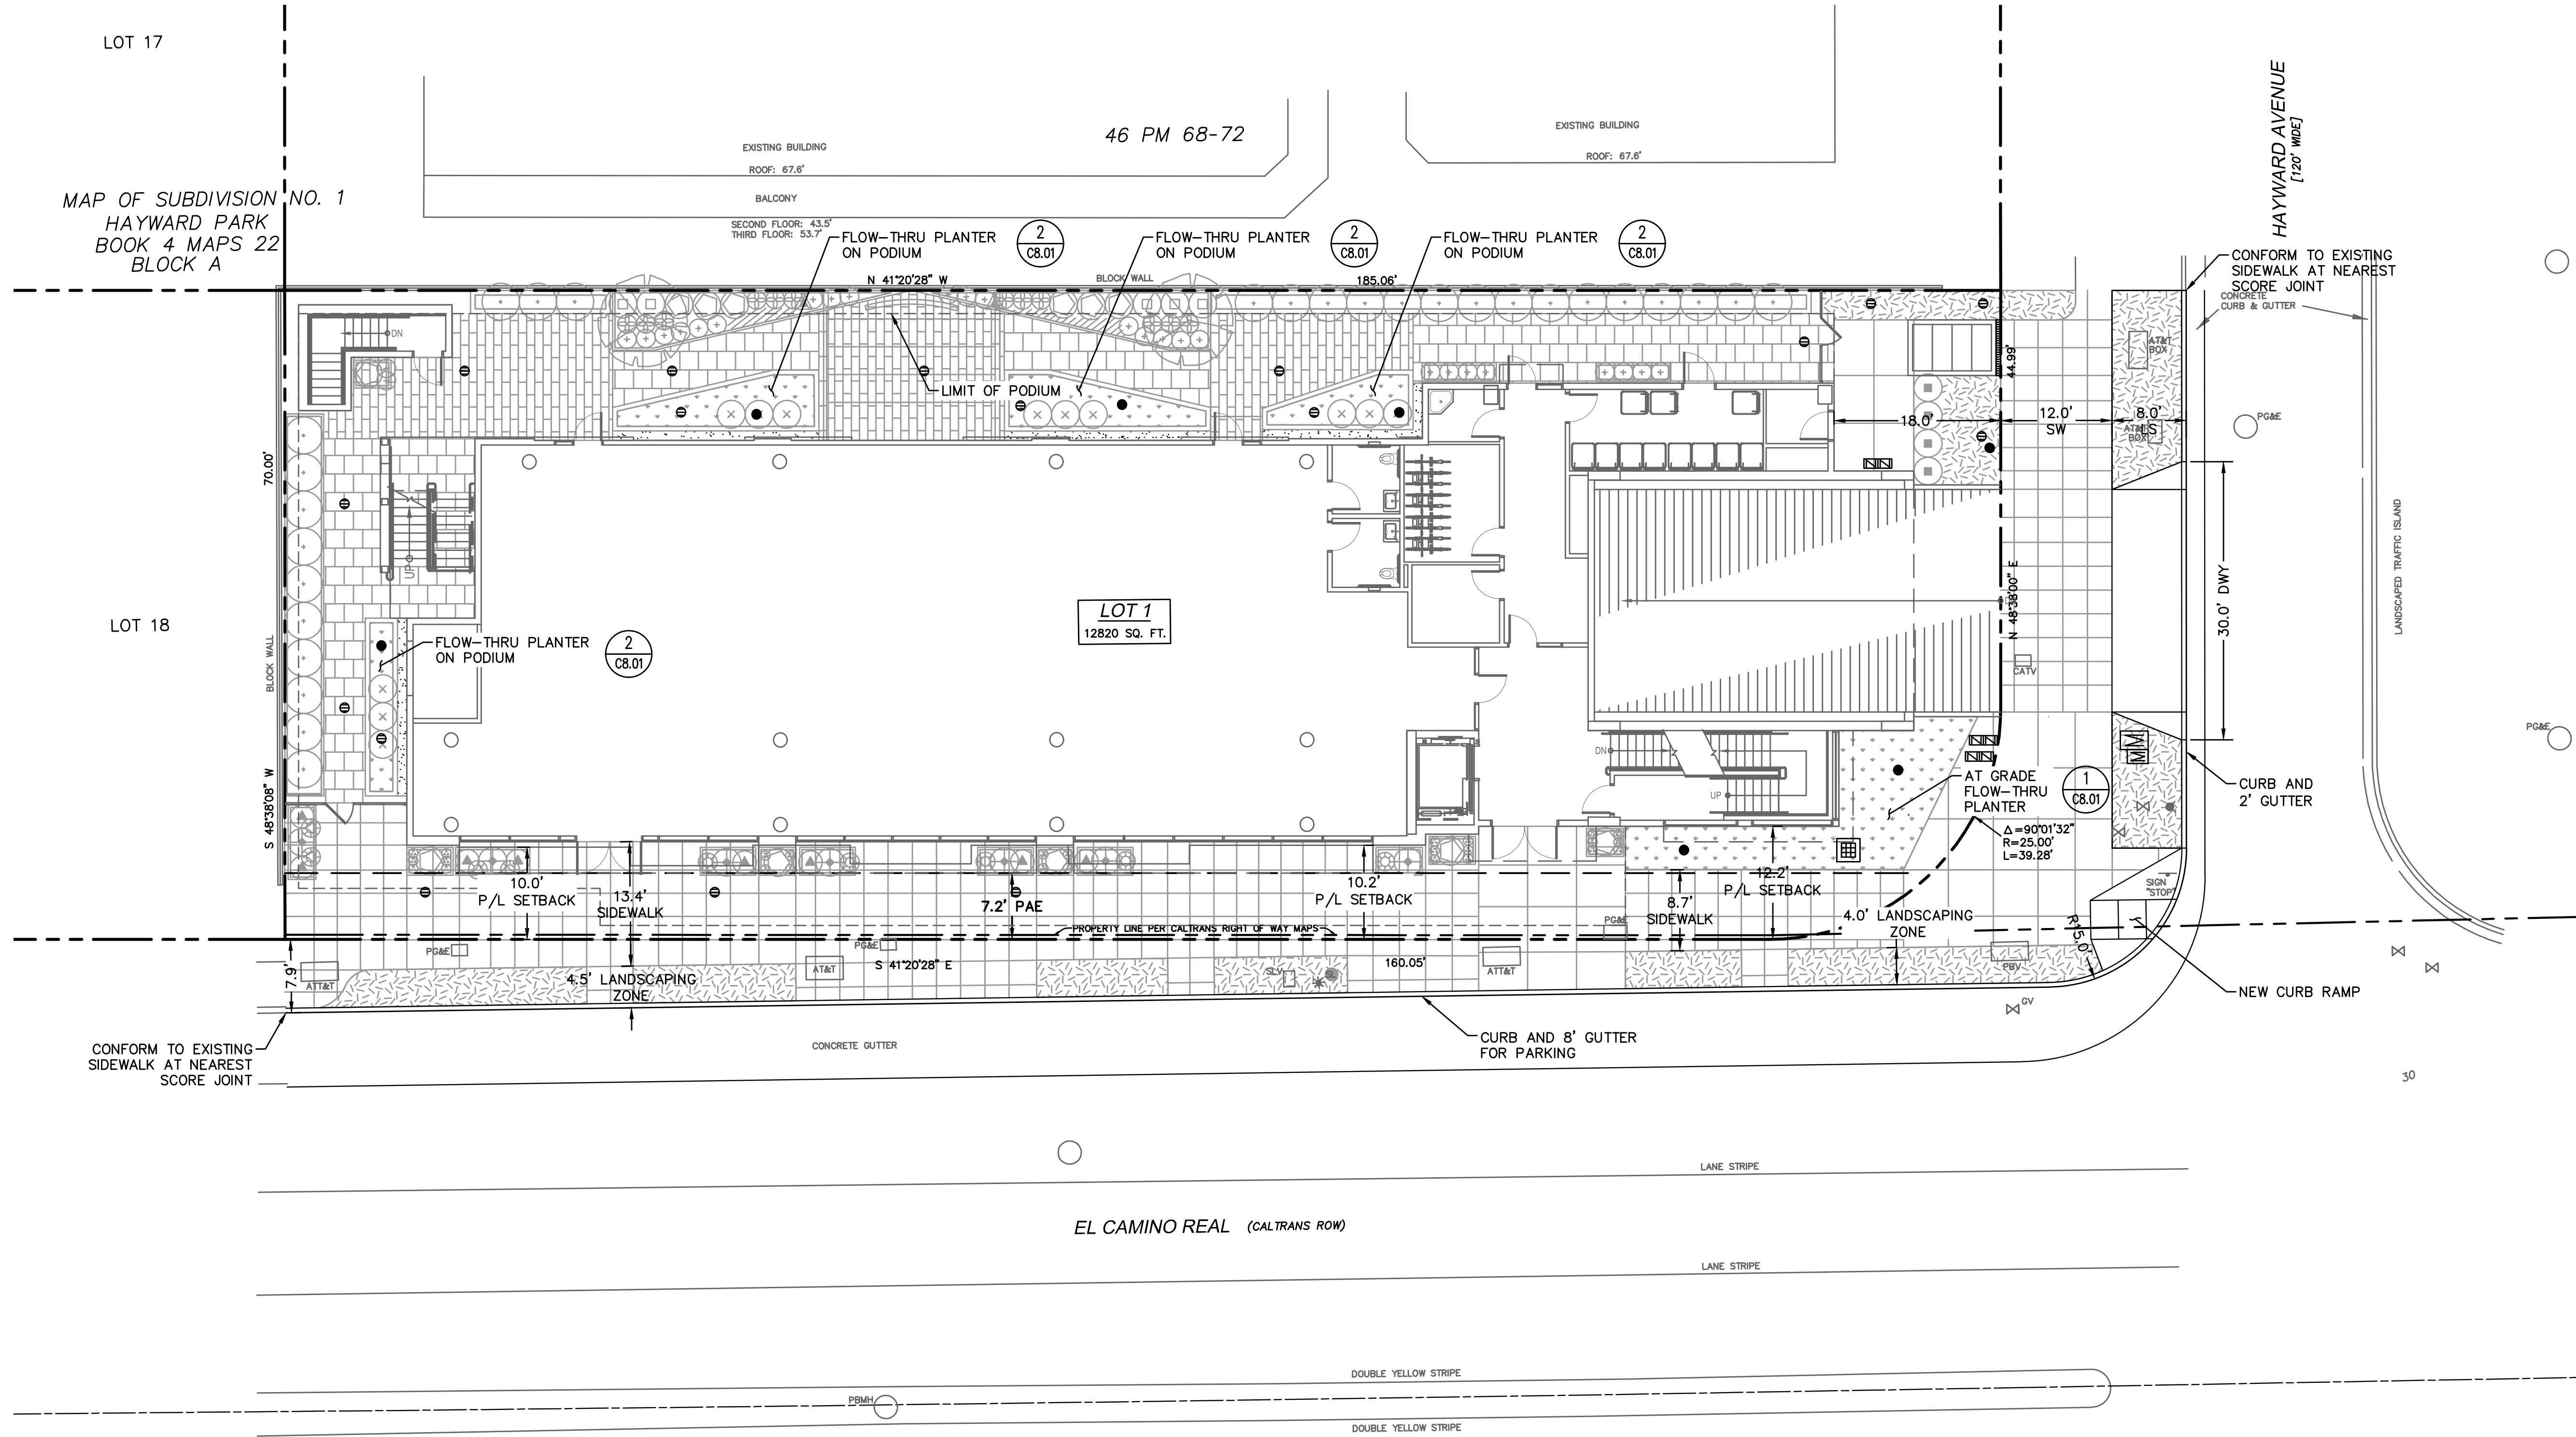 LOT 17
HAYWARD AVENUE
[120' WIDE]
EXISTING BUILDING
ROOF: 67.6'
BALCONY
SECOND FLOOR: 43.5'
THIRD FLOOR: 53.7'
46 PM 68-72
EXISTING BUILDING
ROOF: 67.6'
MAP OF SUBDIVISION NO. 1
HAYWARD PARK
BOOK 4 MAPS 22
BLOCK A
FLOW-THRU PLANTER
ON PODIUM
2
C8.01
FLOW-THRU PLANTER
ON PODIUM
2
C8.01
FLOW-THRU PLANTER
ON PODIUM
2
C8.01
N 41°20'28" W
BLOCK WALL
185.06'
CONFORM TO EXISTING
SIDEWALK AT NEAREST
SCORE JOINT
CONCRETE
CURB & GUTTER
DN
LIMIT OF PODIUM
AT&T
BOX
44.99'
18.0'
12.0'
SW
8.0'
LS
AT&T
BOX
PG&E
70.00'
UP
LANDSCAPED TRAFFIC ISLAND
N 48°38'00" E
30.0' DWY
LOT 18
LOT 1
12820 SQ. FT.
FLOW-THRU PLANTER
ON PODIUM
2
C8.01
BLOCK WALL
CATV
PG&E
DN
UP
S 48°38'08" W
AT GRADE
FLOW-THRU
PLANTER
1
C8.01
CURB AND
2' GUTTER
Δ=90°01'32"
R=25.00'
L=39.28'
10.0'
P/L SETBACK
13.4'
SIDEWALK
7.2' PAE
10.2'
P/L SETBACK
8.7'
SIDEWALK
12.2'
P/L SETBACK
4.0' LANDSCAPING
ZONE
SIGN
"STOP"
R15.0'
PG&E
PROPERTY LINE PER CALTRANS RIGHT OF WAY MAPS
PG&E
PG&E
7.9'
ATT&T
AT&T
S 41°20'28" E
4.5' LANDSCAPING
ZONE
SLV
SL
160.05'
ATT&T
PBV
NEW CURB RAMP
GV
CONFORM TO EXISTING
SIDEWALK AT NEAREST
SCORE JOINT
CONCRETE GUTTER
CURB AND 8' GUTTER
FOR PARKING
30
LANE STRIPE
EL CAMINO REAL (CALTRANS ROW)
LANE STRIPE
DOUBLE YELLOW STRIPE
PBMH
DOUBLE YELLOW STRIPE